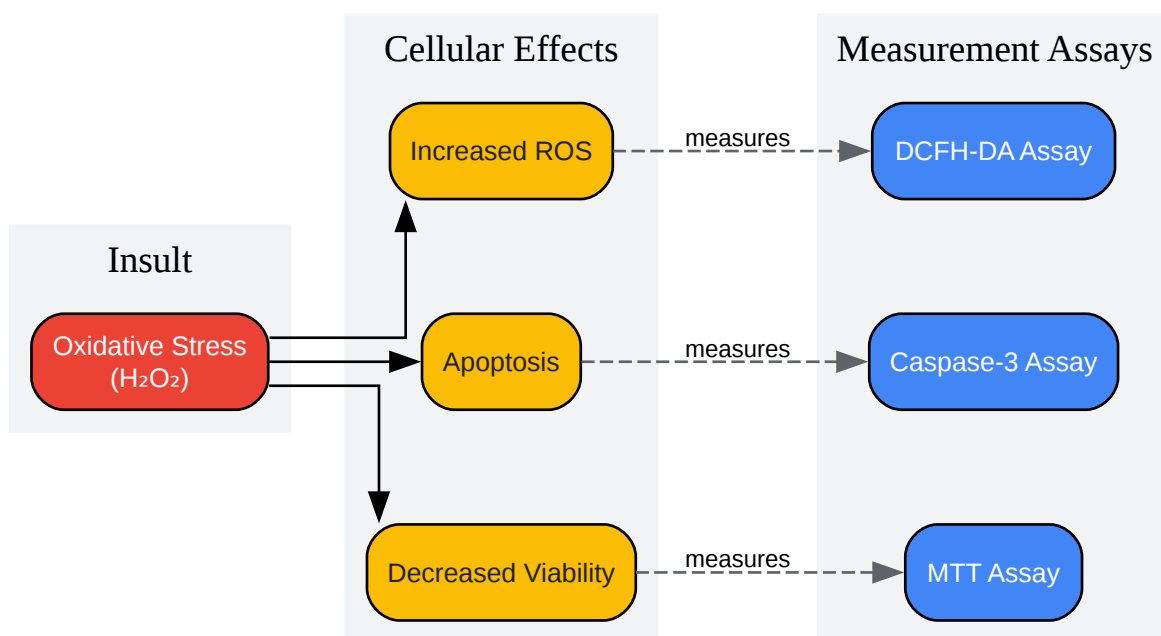 Cellular Effects
Measurement Assays
Increased ROS
measures
DCFH-DA Assay
Insult
Oxidative Stress
(H₂O₂)
Apoptosis
measures
Caspase-3 Assay
Decreased Viability
measures
MTT Assay